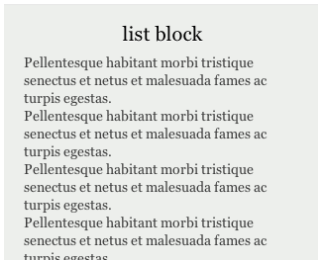 list block
Pellentesque habitant morbi tristique
senectus et netus et malesuada fames ac
turpis egestas.
Pellentesque habitant morbi tristique
senectus et netus et malesuada fames ac
turpis egestas.
Pellentesque habitant morbi tristique
senectus et netus et malesuada fames ac
turpis egestas.
Pellentesque habitant morbi tristique
senectus et netus et malesuada fames ac
turpis egestas.